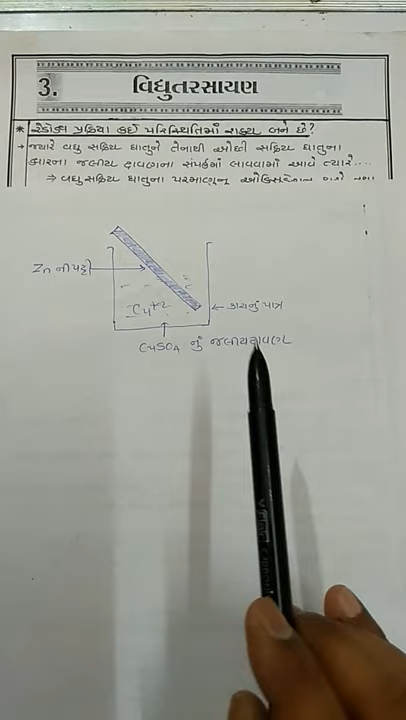 3.
વિદ્યુતરસાયણ
* રેડોક્ષ પ્રક્રિયા કઈ પરિસ્થિતિમાં શક્ય બને છે?
→ જ્યારે વધુ સક્રિય ધાતુને તેનાથી ઓછી સક્રિય ધાતુના
ક્ષારના જલીય દ્રાવણના સંપર્કમાં લાવવામાં આવે ત્યારે....
⇒ વધુ સક્રિય ધાતુના પરમાણુનુ ઓક્સિડેશન
Zn ની પટ્ટી
Cu+2
← કાચનું પાત્ર
CuSO4 નું જલીયદ્રાવણ